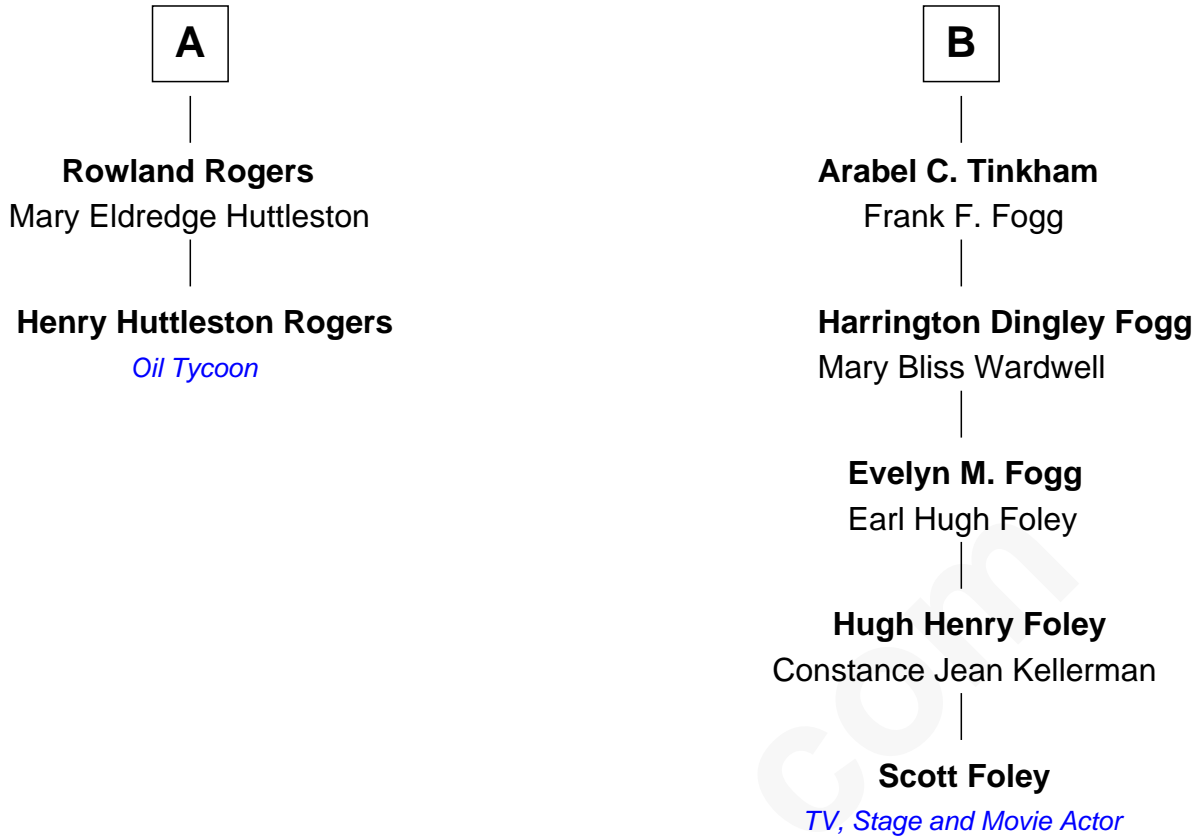 A
Rowland Rogers
Mary Eldredge Huttleston
Henry Huttleston Rogers
Oil Tycoon
B
Arabel C. Tinkham
Frank F. Fogg
Harrington Dingley Fogg
Mary Bliss Wardwell
Evelyn M. Fogg
Earl Hugh Foley
Hugh Henry Foley
Constance Jean Kellerman
Scott Foley
TV, Stage and Movie Actor
com